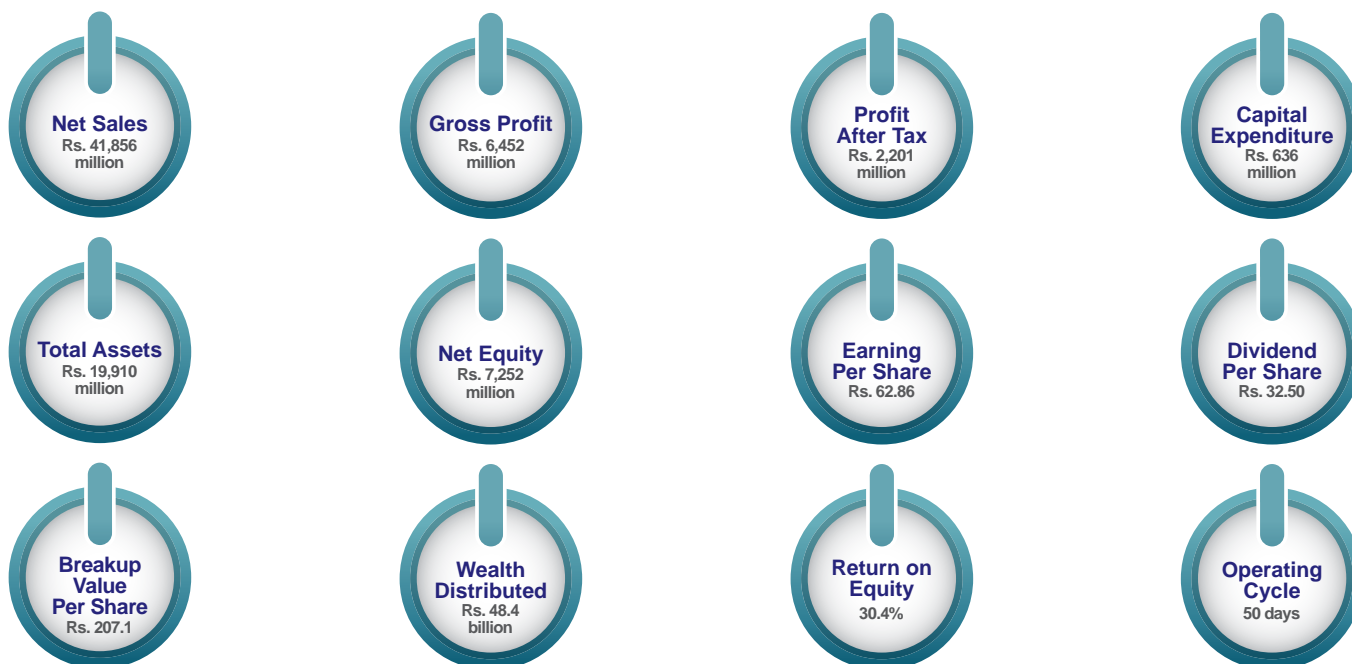 Net Sales
Rs. 41,856
million
Gross Profit
Rs. 6,452
million
Profit
After Tax
Rs. 2,201
million
Capital
Expenditure
Rs. 636
million
Total Assets
Rs. 19,910
million
Net Equity
Rs. 7,252
million
Earning
Per Share
Rs. 62.86
Dividend
Per Share
Rs. 32.50
Breakup
Value
Per Share
Rs. 207.1
Wealth
Distributed
Rs. 48.4
billion
Return on
Equity
30.4%
Operating
Cycle
50 days